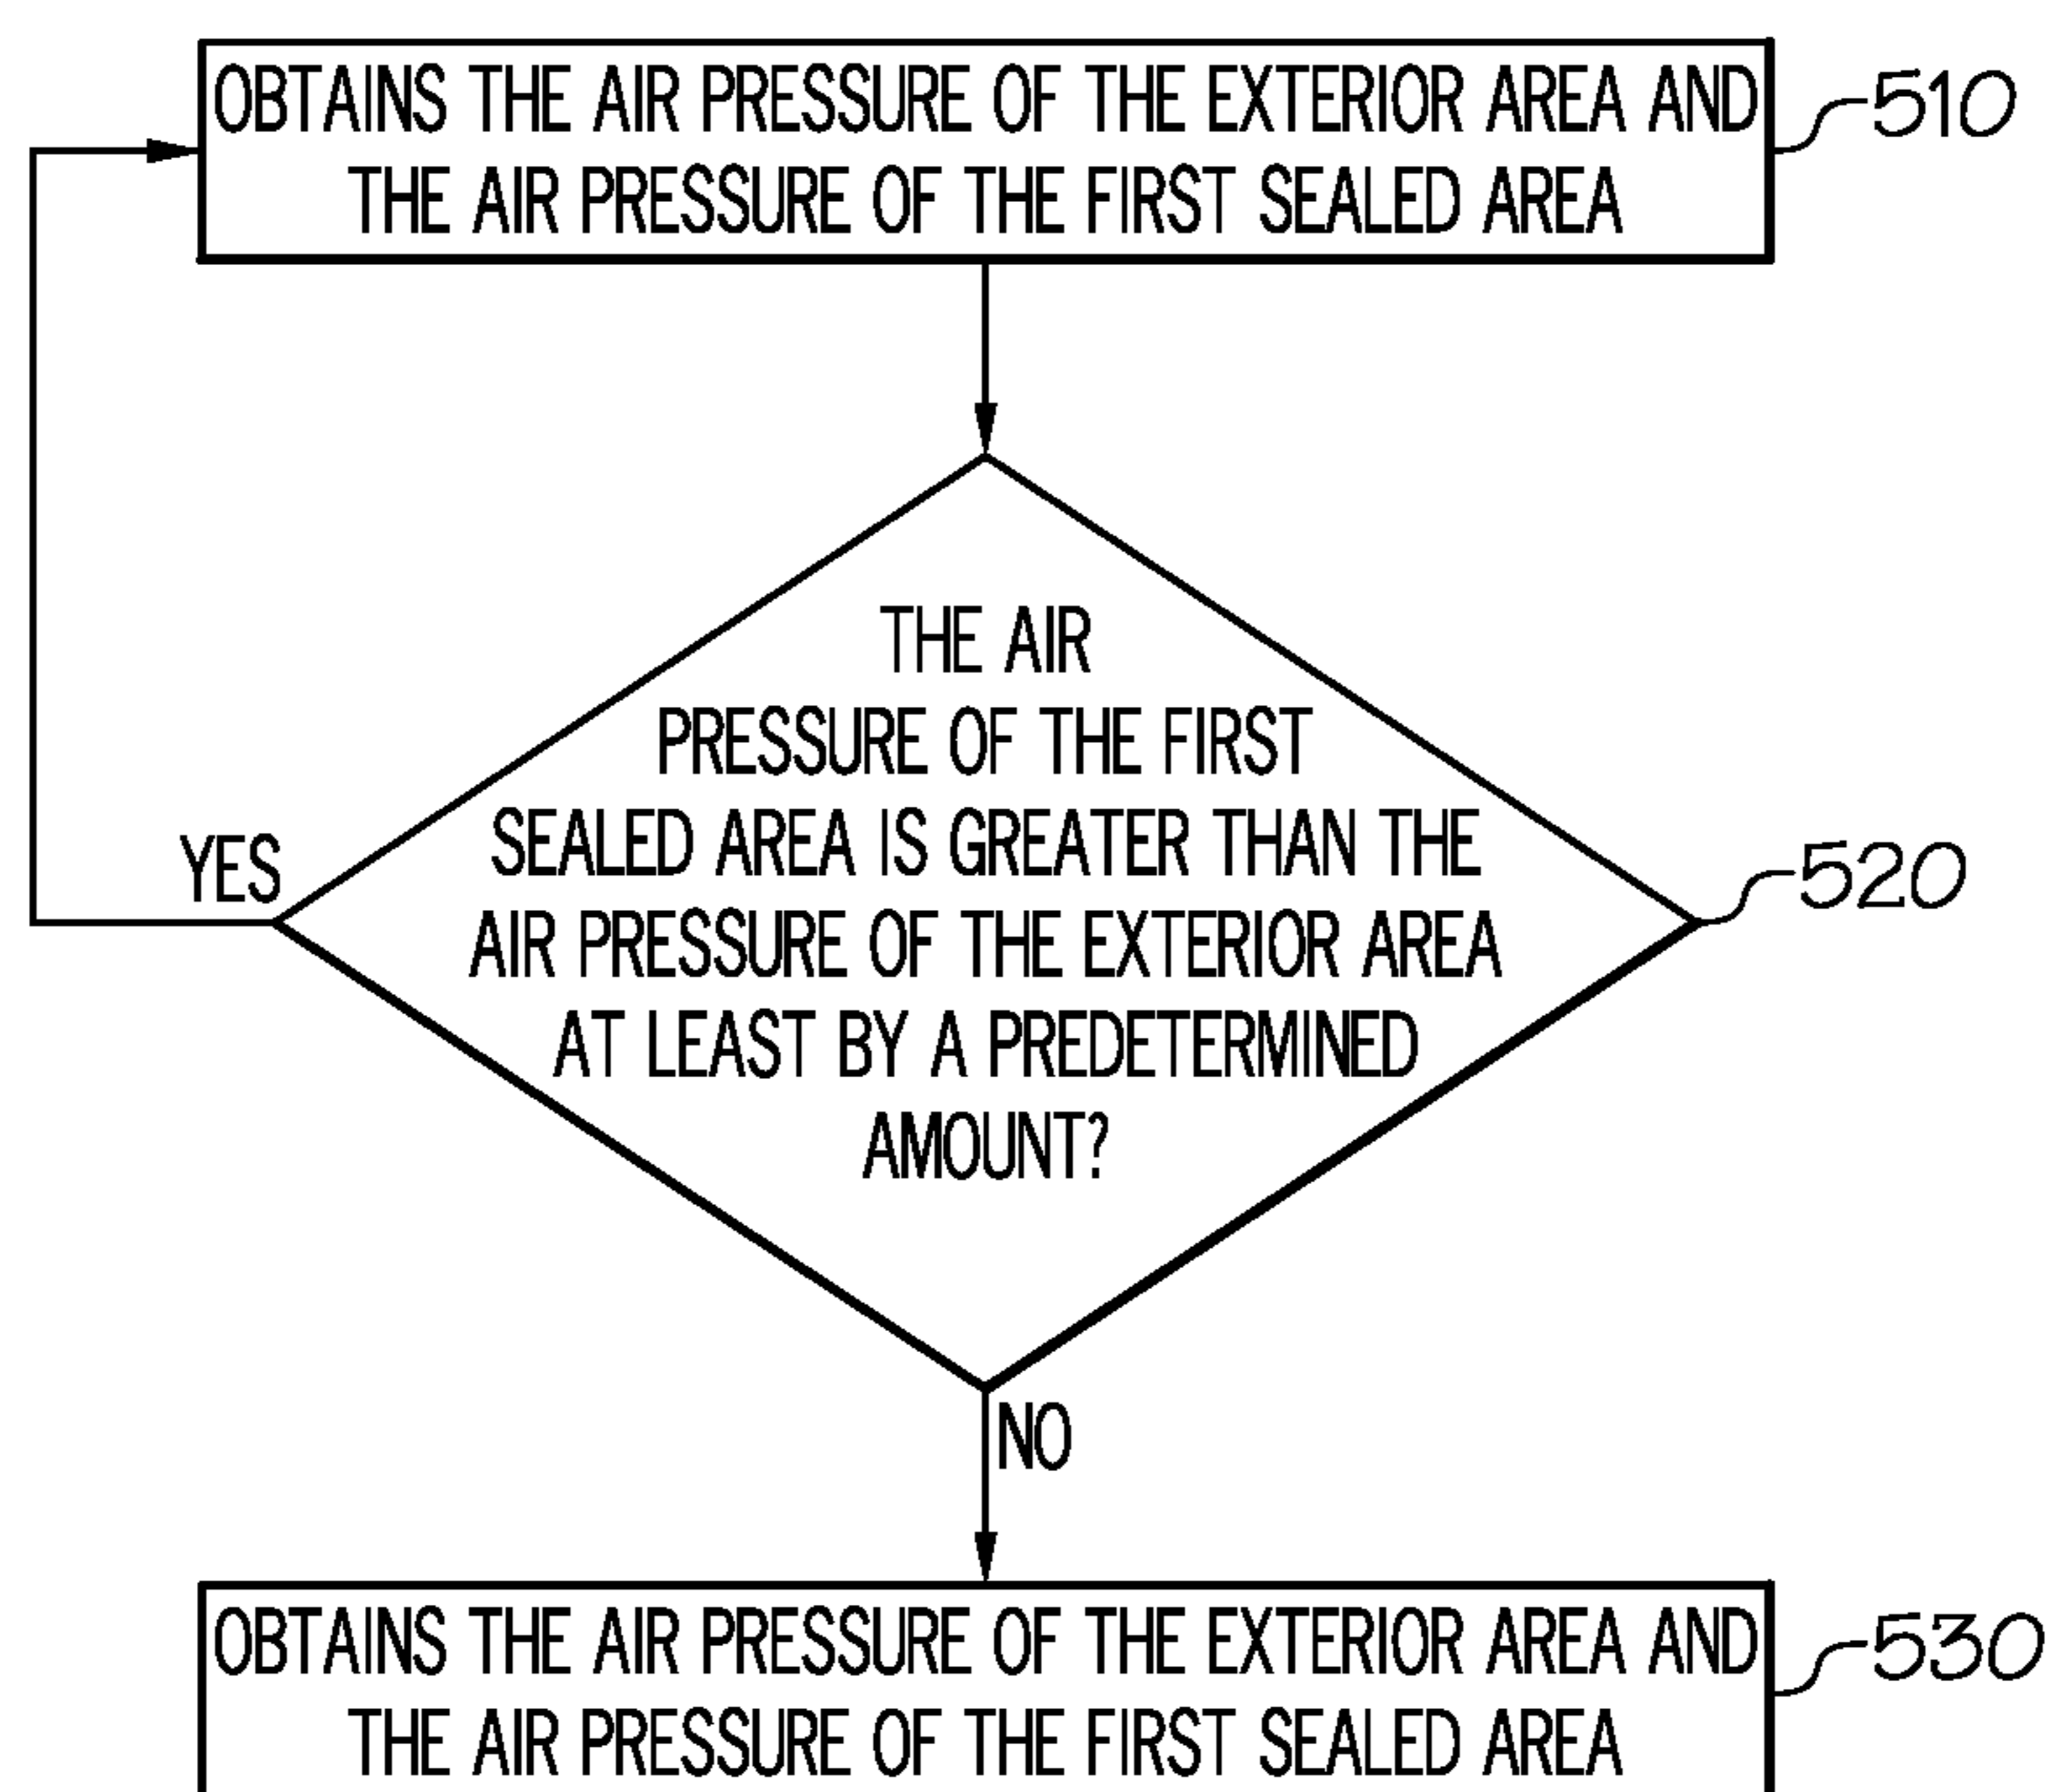 OBTAINS THE AIR PRESSURE OF THE EXTERIOR AREA AND
THE AIR PRESSURE OF THE FIRST SEALED AREA
510
THE AIR
PRESSURE OF THE FIRST
SEALED AREA IS GREATER THAN THE
AIR PRESSURE OF THE EXTERIOR AREA
AT LEAST BY A PREDETERMINED
AMOUNT?
YES
520
NO
OBTAINS THE AIR PRESSURE OF THE EXTERIOR AREA AND
THE AIR PRESSURE OF THE FIRST SEALED AREA
530